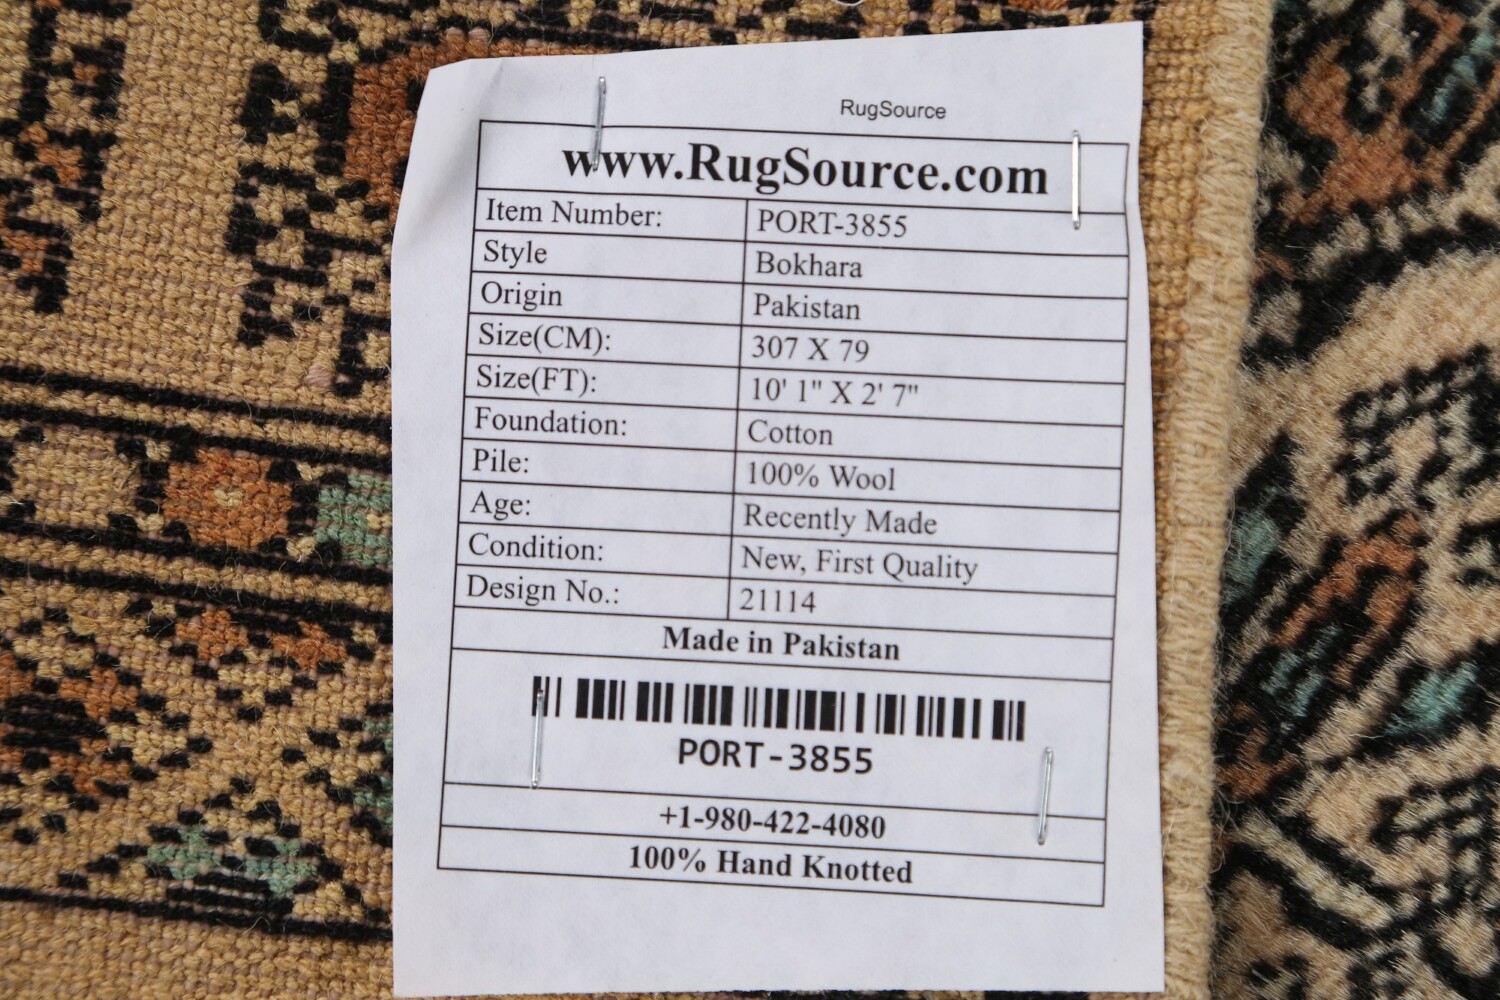 RugSource
www.RugSource.com
Item Number: PORT-3855
Style Bokhara
Origin Pakistan
Size(CM): 307 X 79
Size(FT): 10' 1" X 2' 7"
Foundation: Cotton
Pile: 100% Wool
Age: Recently Made
Condition: New, First Quality
Design No.: 21114
Made in Pakistan
PORT-3855
+1-980-422-4080
100% Hand Knotted